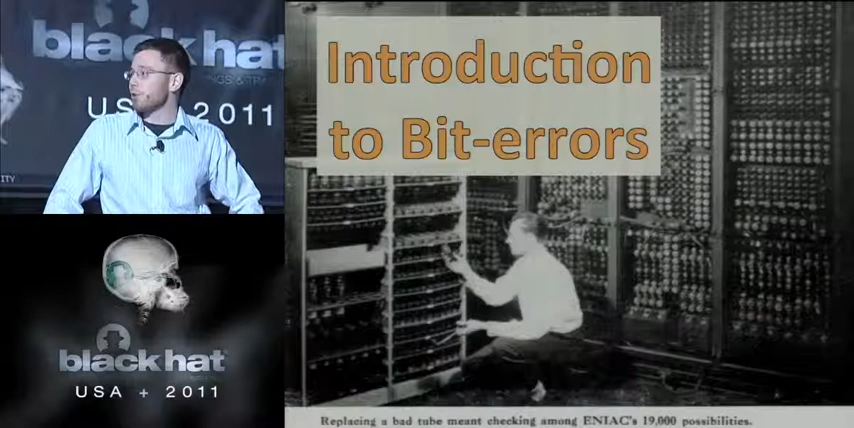 black hat
USA + 2011
ITY
Introduction
to Bit-errors
black hat
USA + 2011
Replacing a bad tube meant checking among ENIAC's 19,000 possibilities.